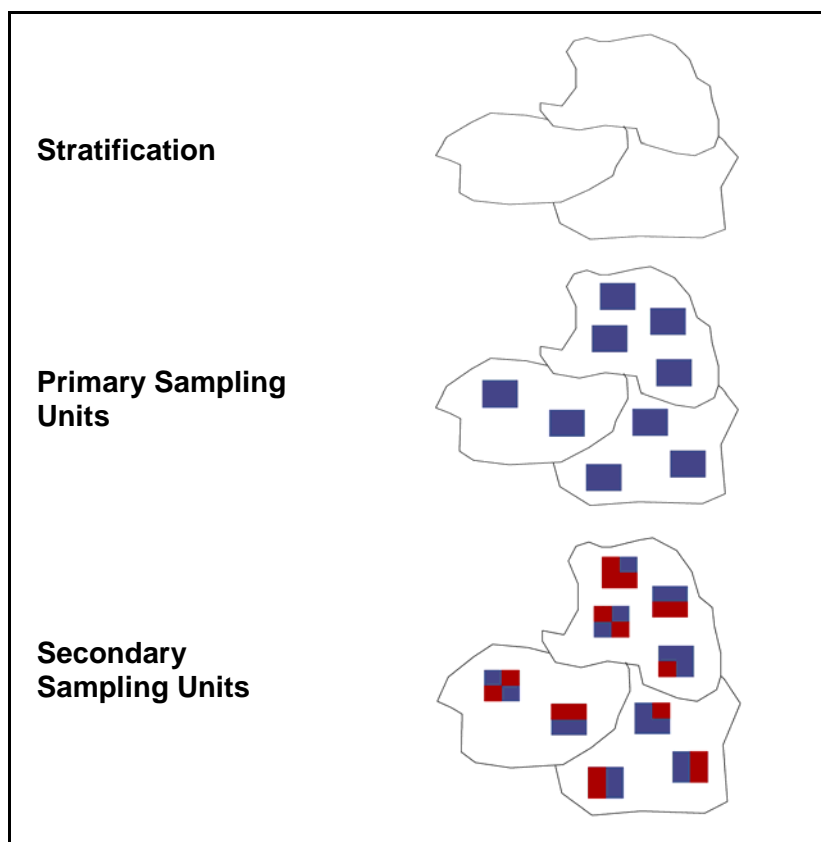 Stratification
Primary Sampling
Units
Secondary
Sampling Units